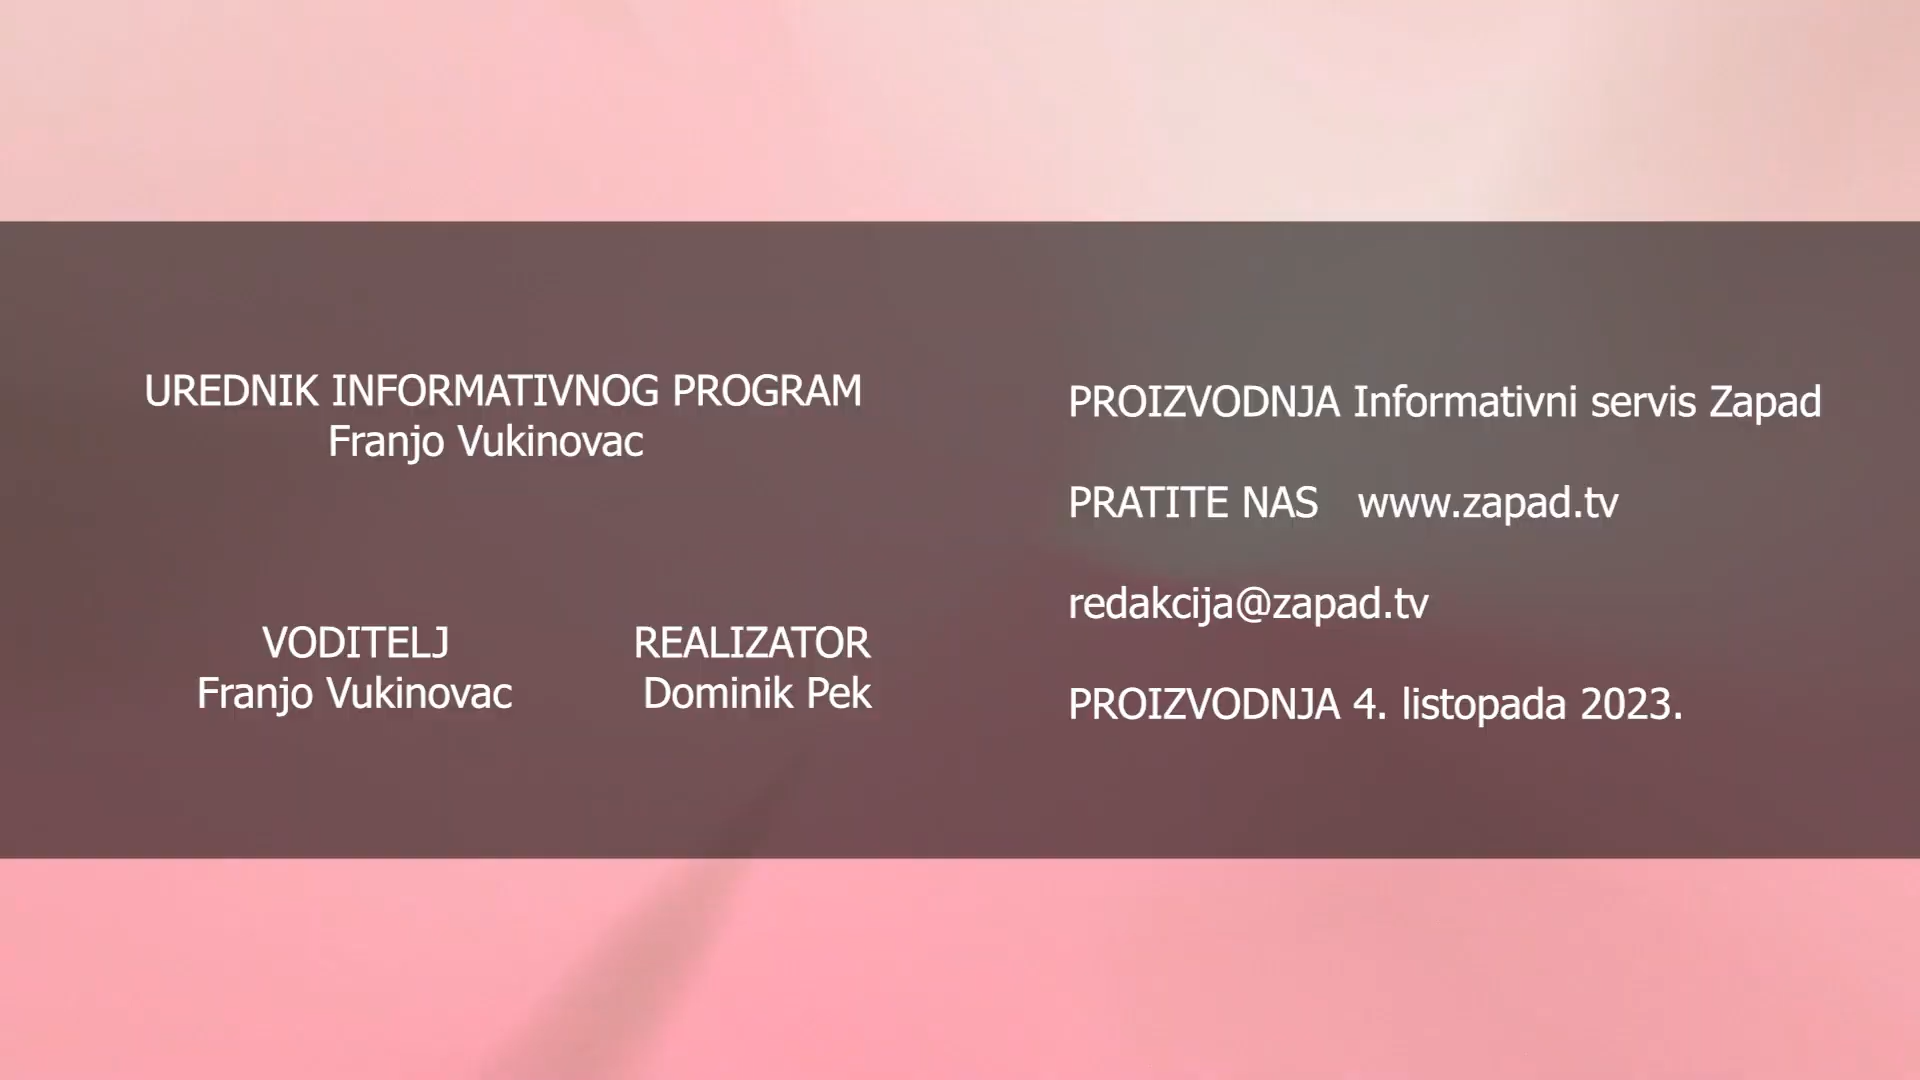 UREDNIK INFORMATIVNOG PROGRAM
Franjo Vukinovac
VODITELJ
Franjo Vukinovac
REALIZATOR
Dominik Pek
PROIZVODNJA Informativni servis Zapad
PRATITE NAS www.zapad.tv
redakcija@zapad.tv
PROIZVODNJA 4. listopada 2023.